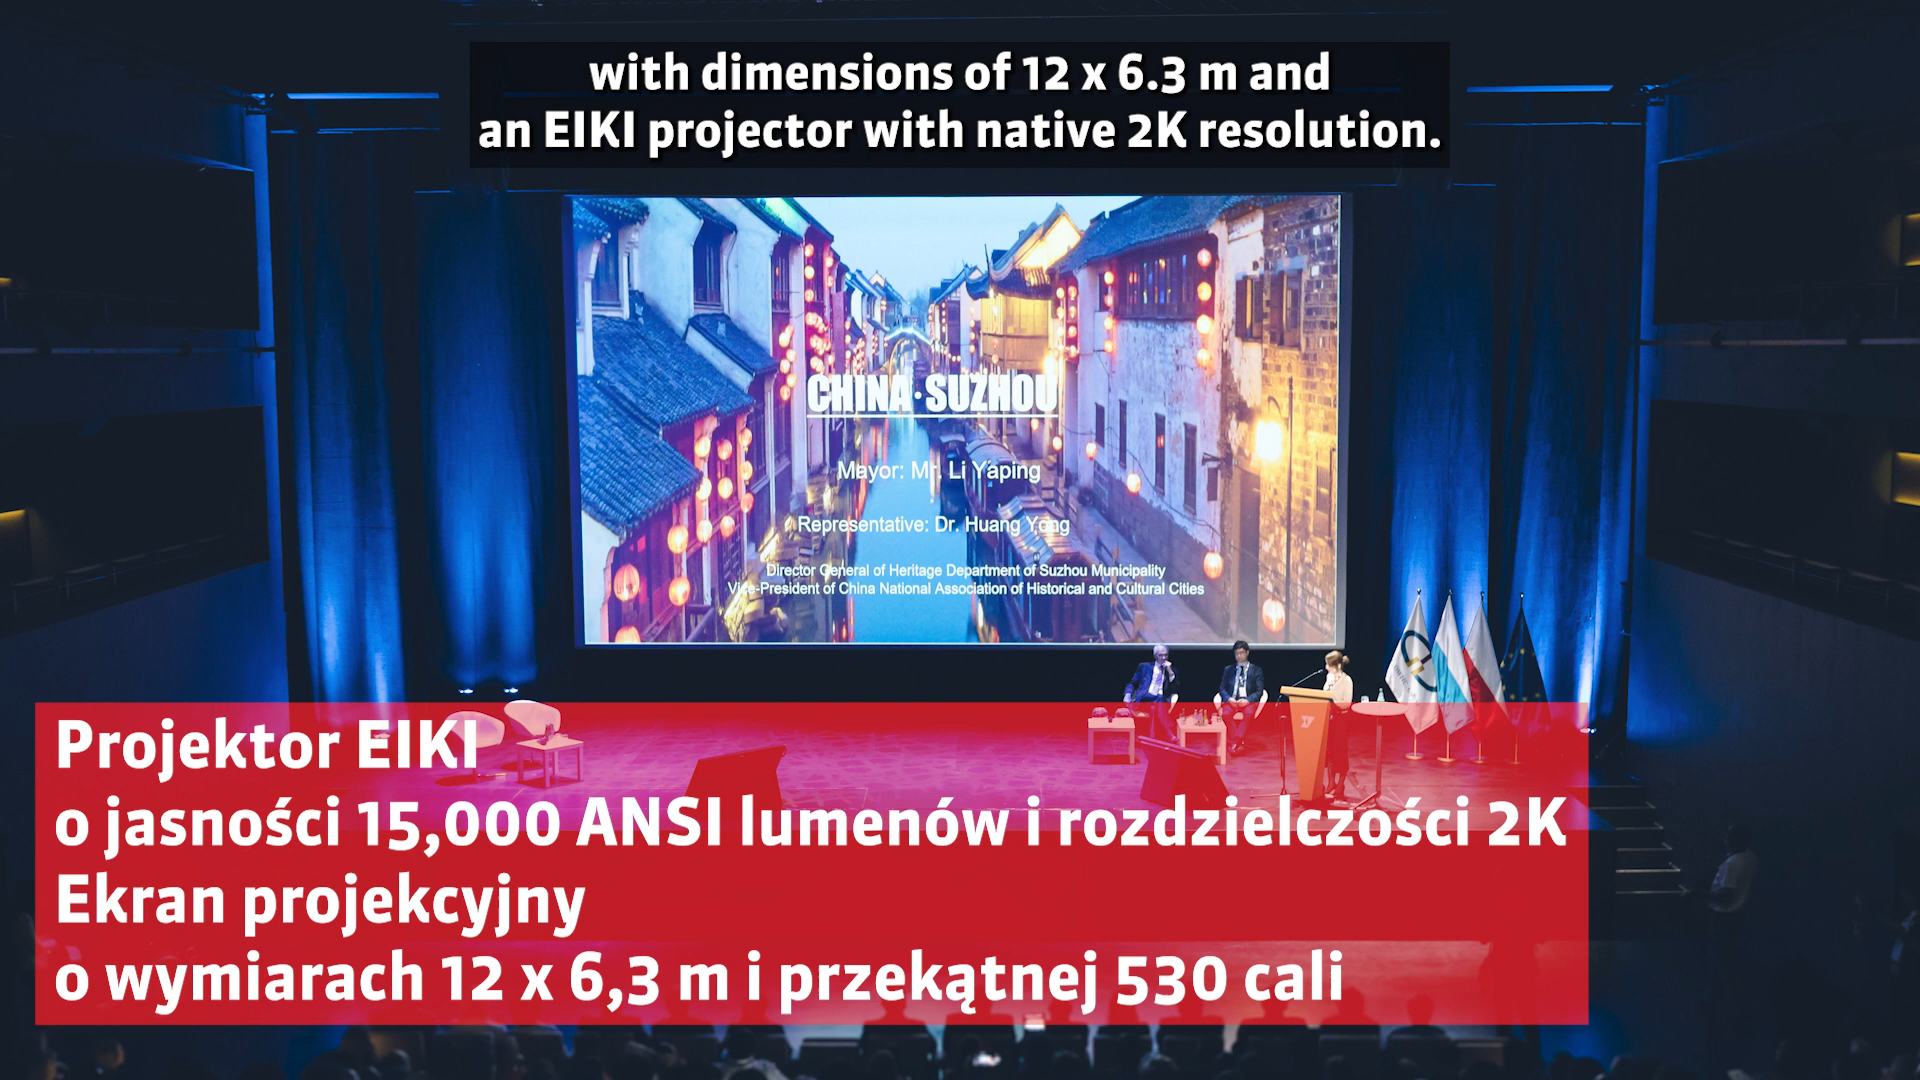 with dimensions of 12 x 6.3 m and
an EIKI projector with native 2K resolution.
CHINA·SUZHOU
Mayor: Mr. Li Yaping
Representative: Dr. Huang Yong
Director General of Heritage Department of Suzhou Municipality
Vice-President of China National Association of Historical and Cultural Cities
Projektor EIKI
o jasności 15,000 ANSI lumenów i rozdzielczości 2K
Ekran projekcyjny
o wymiarach 12 x 6,3 m i przekątnej 530 cali